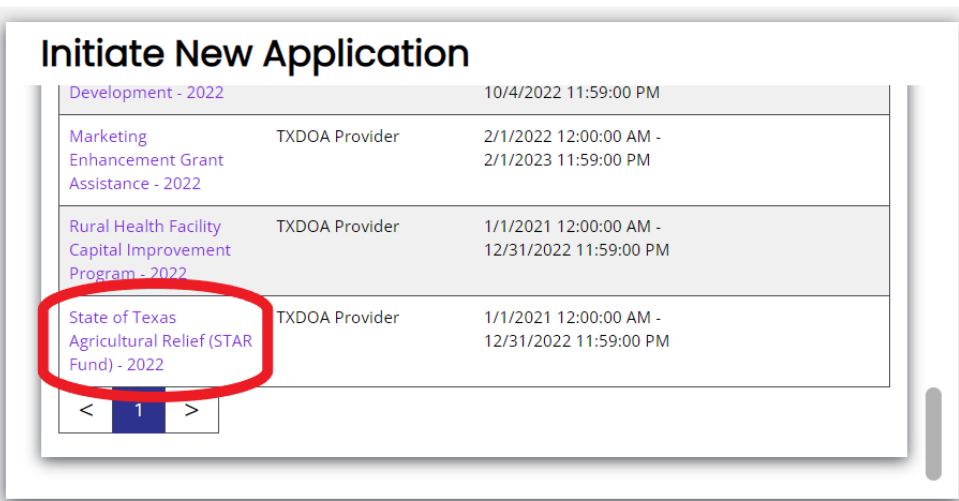 Initiate New Application
Development - 2022
10/4/2022 11:59:00 PM
Marketing
Enhancement Grant
Assistance - 2022
TXDOA Provider
2/1/2022 12:00:00 AM -
2/1/2023 11:59:00 PM
Rural Health Facility
Capital Improvement
Program - 2022
TXDOA Provider
1/1/2021 12:00:00 AM -
12/31/2022 11:59:00 PM
State of Texas
Agricultural Relief (STAR
Fund) - 2022
TXDOA Provider
1/1/2021 12:00:00 AM -
12/31/2022 11:59:00 PM
< 1 >